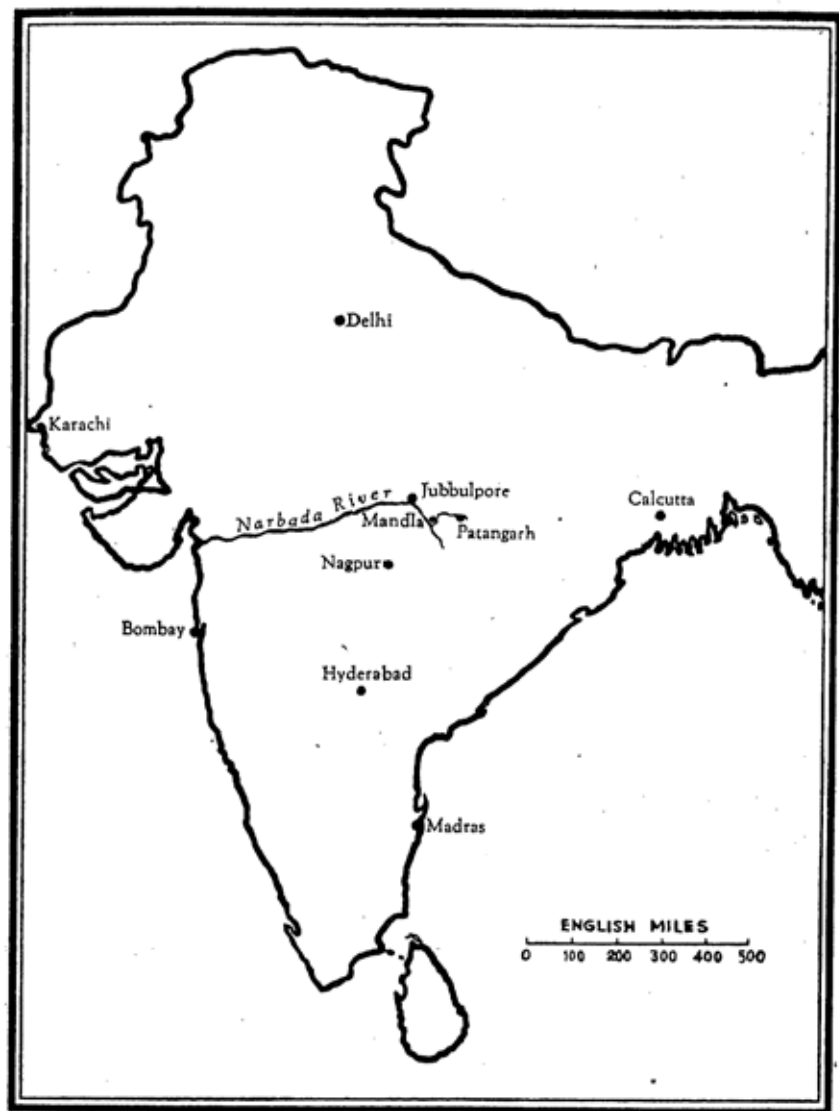 Delhi
Karachi
Narbada River
Jubbulpore
Mandla
Patangarh
Calcutta
Nagpur
Bombay
Hyderabad
Madras
ENGLISH MILES
0 100 200 300 400 500